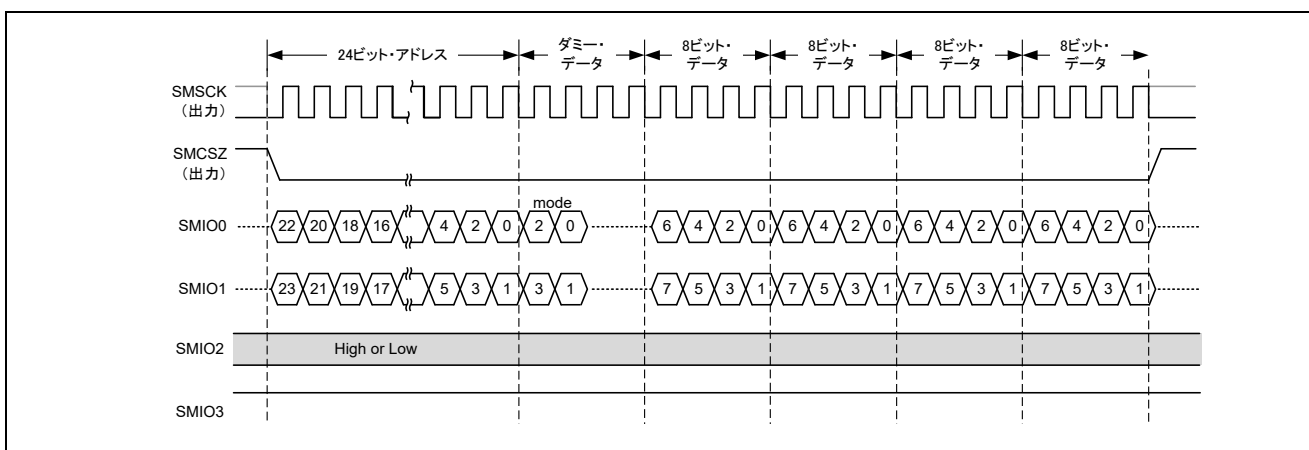 24ビット・アドレス
ダミー・
データ
8ビット・
データ
8ビット・
データ
8ビット・
データ
8ビット・
データ
SMSCK
（出力）
SMCSZ
（出力）
mode
SMIO0 22 20 18 16 4 2 0 2 0 6 4 2 0 6 4 2 0 6 4 2 0 6 4 2 0
SMIO1 23 21 19 17 5 3 1 3 1 7 5 3 1 7 5 3 1 7 5 3 1 7 5 3 1
SMIO2 High or Low
SMIO3